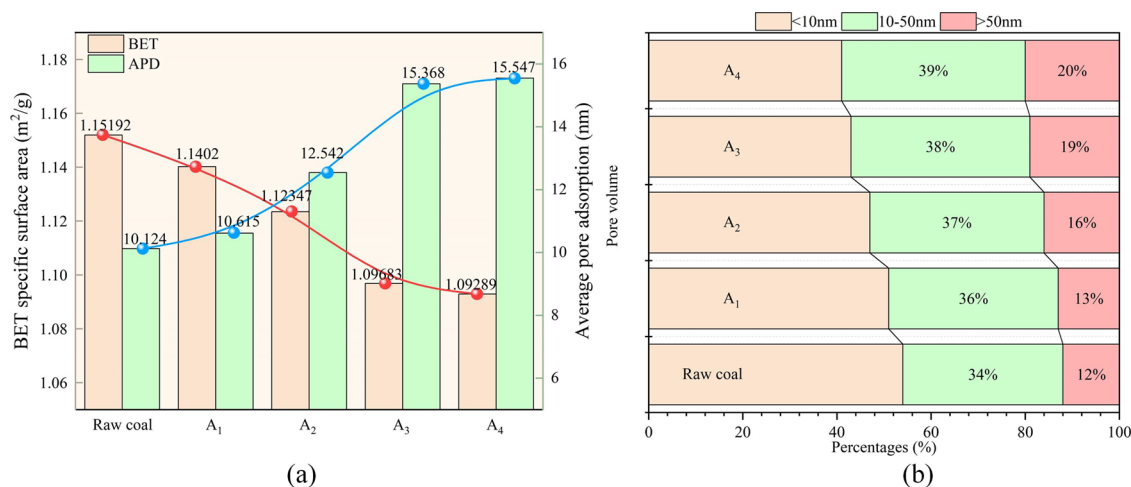 BET
APD
BET specific surface area (m²/g)
1.18
1.16
1.14
1.12
1.10
1.08
1.06
1.15192
10.124
1.1402
10.615
1.12347
12.542
1.09683
15.368
1.09289
15.547
16
14
12
10
8
6
Average pore adsorption (nm)
Raw coal A₁ A₂ A₃ A₄
(a)
<10nm 10-50nm >50nm
Pore volume
A₄ 39% 20%
A₃ 38% 19%
A₂ 37% 16%
A₁ 36% 13%
Raw coal 34% 12%
0 20 40 60 80 100
Percentages (%)
(b)